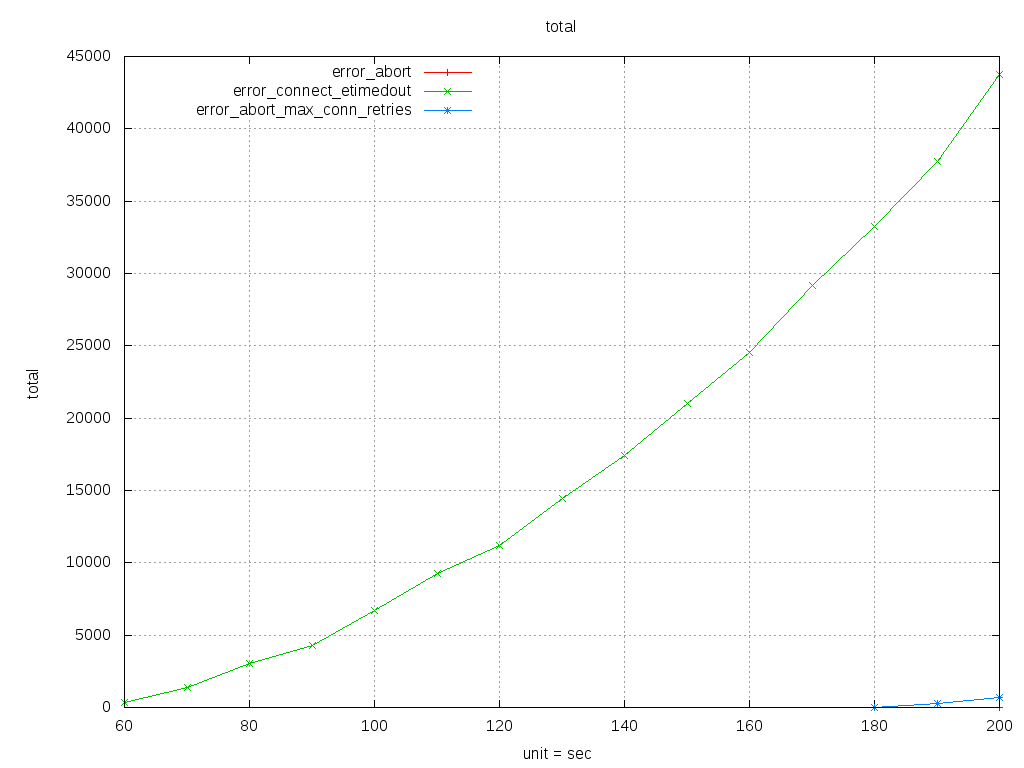 total
45000
40000
35000
30000
25000
20000
15000
10000
5000
0
total
error_abort
error_connect_etimedout
error_abort_max_conn_retries
60 80 100 120 140 160 180 200
unit = sec